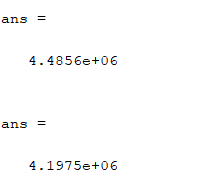 ans =
4.4856e+06
ans =
4.1975e+06